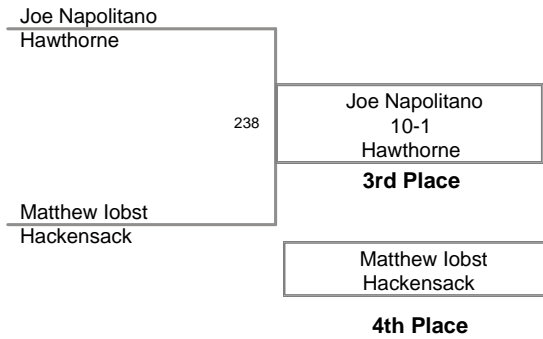 Joe Napolitano
Hawthorne
238
Joe Napolitano
10-1
Hawthorne
3rd Place
Matthew Iobst
Hackensack
Matthew Iobst
Hackensack
4th Place